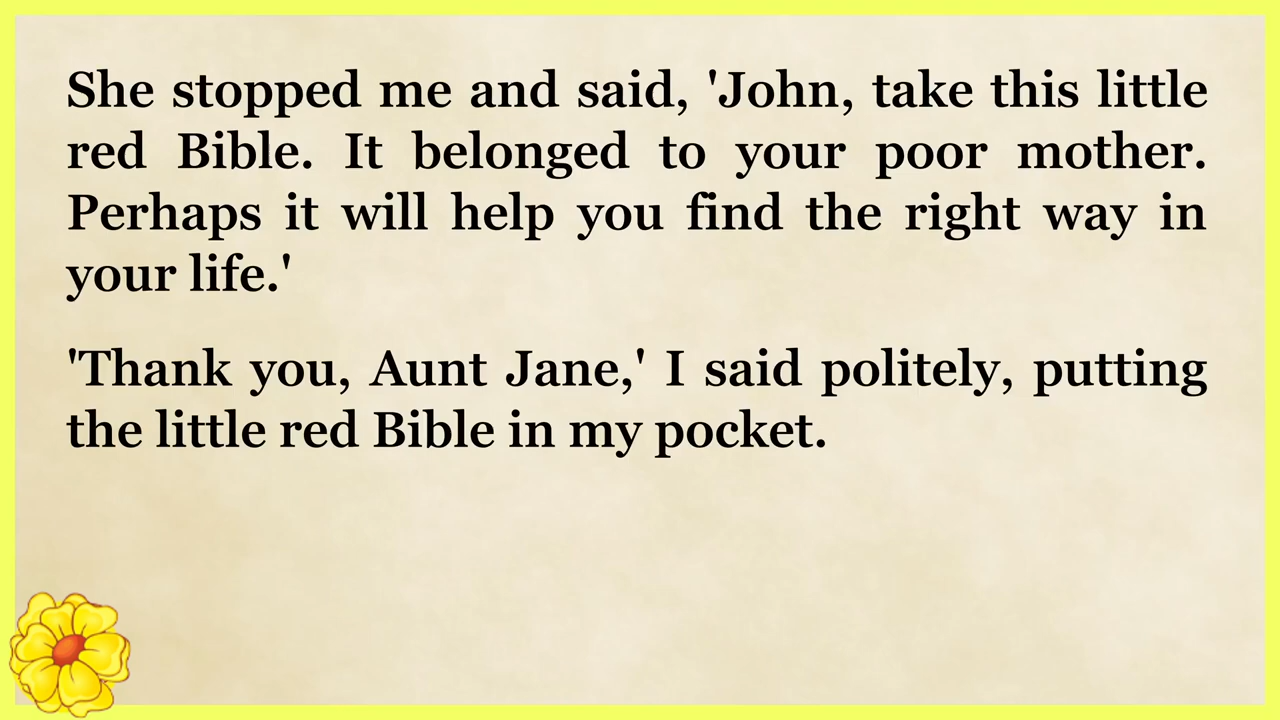 She stopped me and said, 'John, take this little
red Bible. It belonged to your poor mother.
Perhaps it will help you find the right way in
your life.'
'Thank you, Aunt Jane,' I said politely, putting
the little red Bible in my pocket.